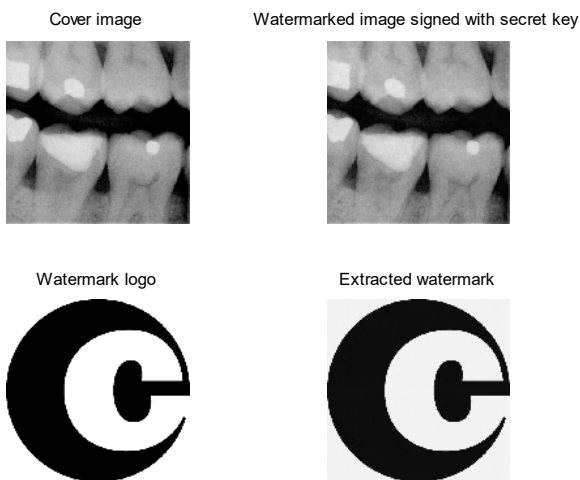 Cover image
Watermarked image signed with secret key
Watermark logo
Extracted watermark